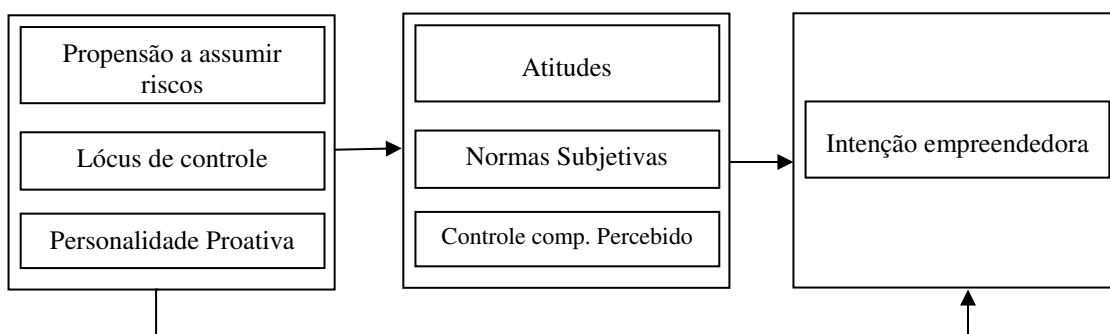 Propensão a assumir
riscos
Lócus de controle
Personalidade Proativa
Atitudes
Normas Subjetivas
Controle comp. Percebido
Intenção empreendedora